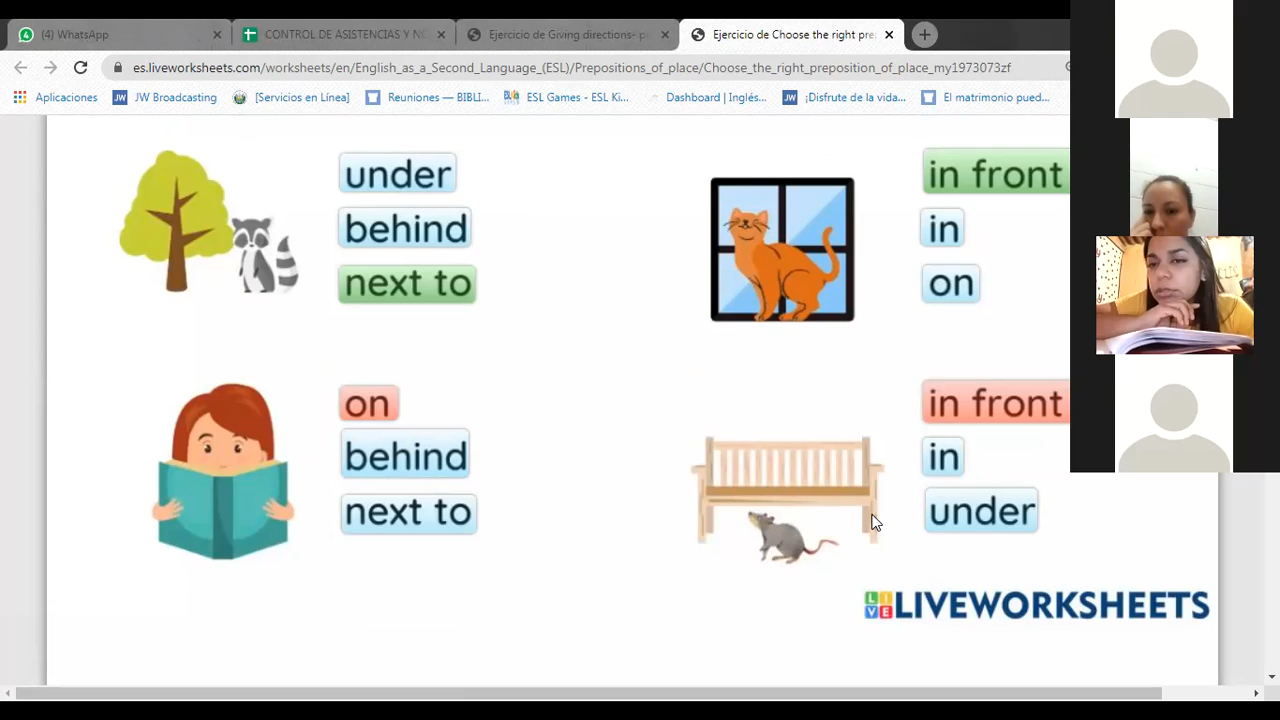 (4) WhatsApp
CONTROL DE ASISTENCIAS Y N
Ejercicio de Giving directions- p
Ejercicio de Choose the right pre
es.liveworksheets.com/worksheets/en/English_as_a_Second_Language_(ESL)/Prepositions_of_place/Choose_the_right_preposition_of_place_my1973073zf
Aplicaciones
JW Broadcasting
[Servicios en Línea]
Reuniones — BIBLI...
ESL Games - ESL Ki...
Dashboard | Inglés...
¡Disfrute de la vida...
El matrimonio pued...
under
behind
next to
in front
in
on
on
behind
next to
in front
in
under
LIVEWORKSHEETS